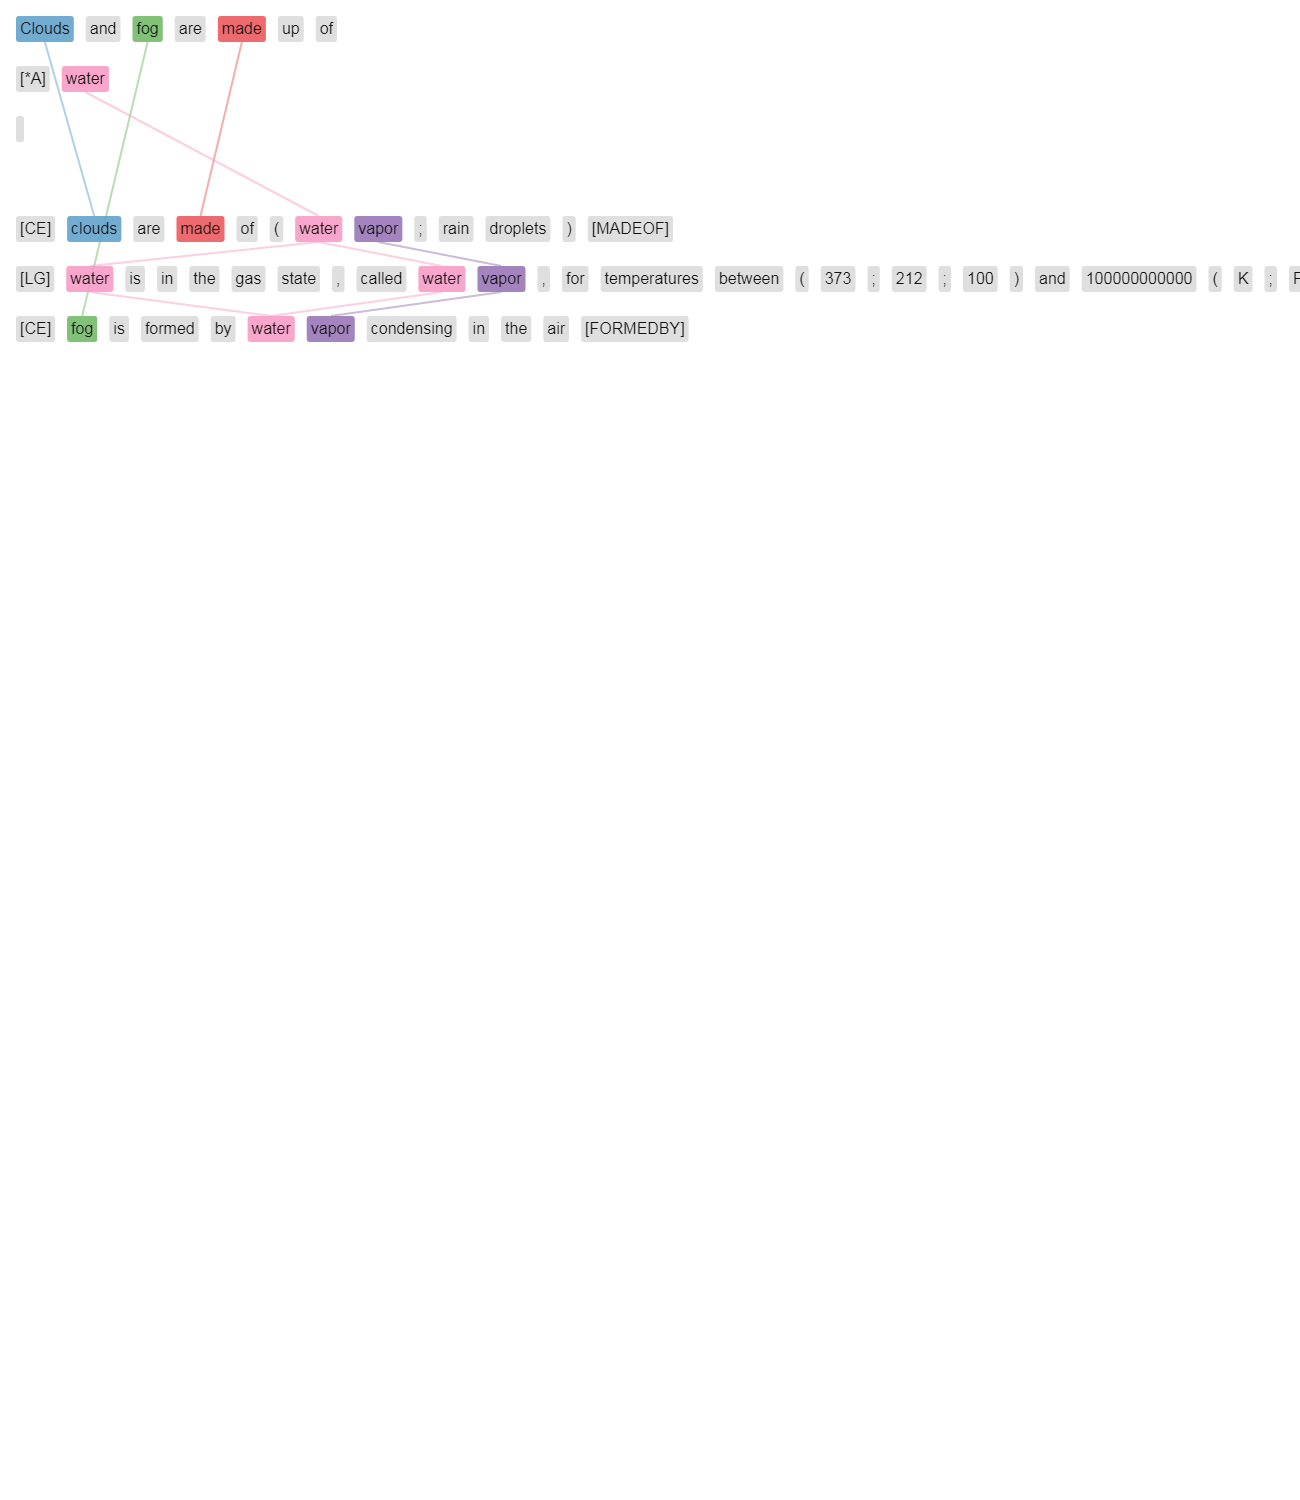 Clouds and fog are made up of
[*A] water
[CE] clouds are made of ( water vapor ; rain droplets ) [MADEOF]
[LG] water is in the gas state , called water vapor , for temperatures between ( 373 ; 212 ; 100 ) and 100000000000 ( K ;
[CE] fog is formed by water vapor condensing in the air [FORMEDBY]